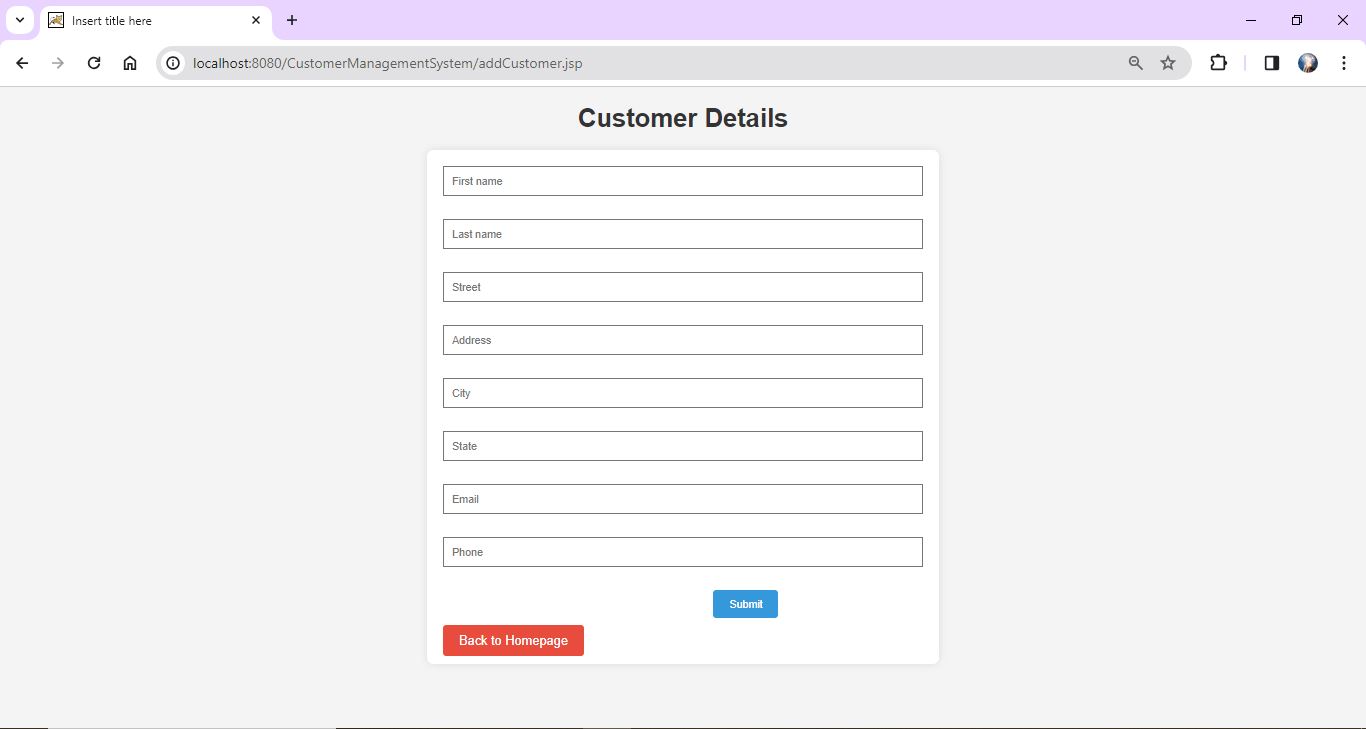 Insert title here
localhost:8080/CustomerManagementSystem/addCustomer.jsp
Customer Details
First name
Last name
Street
Address
City
State
Email
Phone
Submit
Back to Homepage